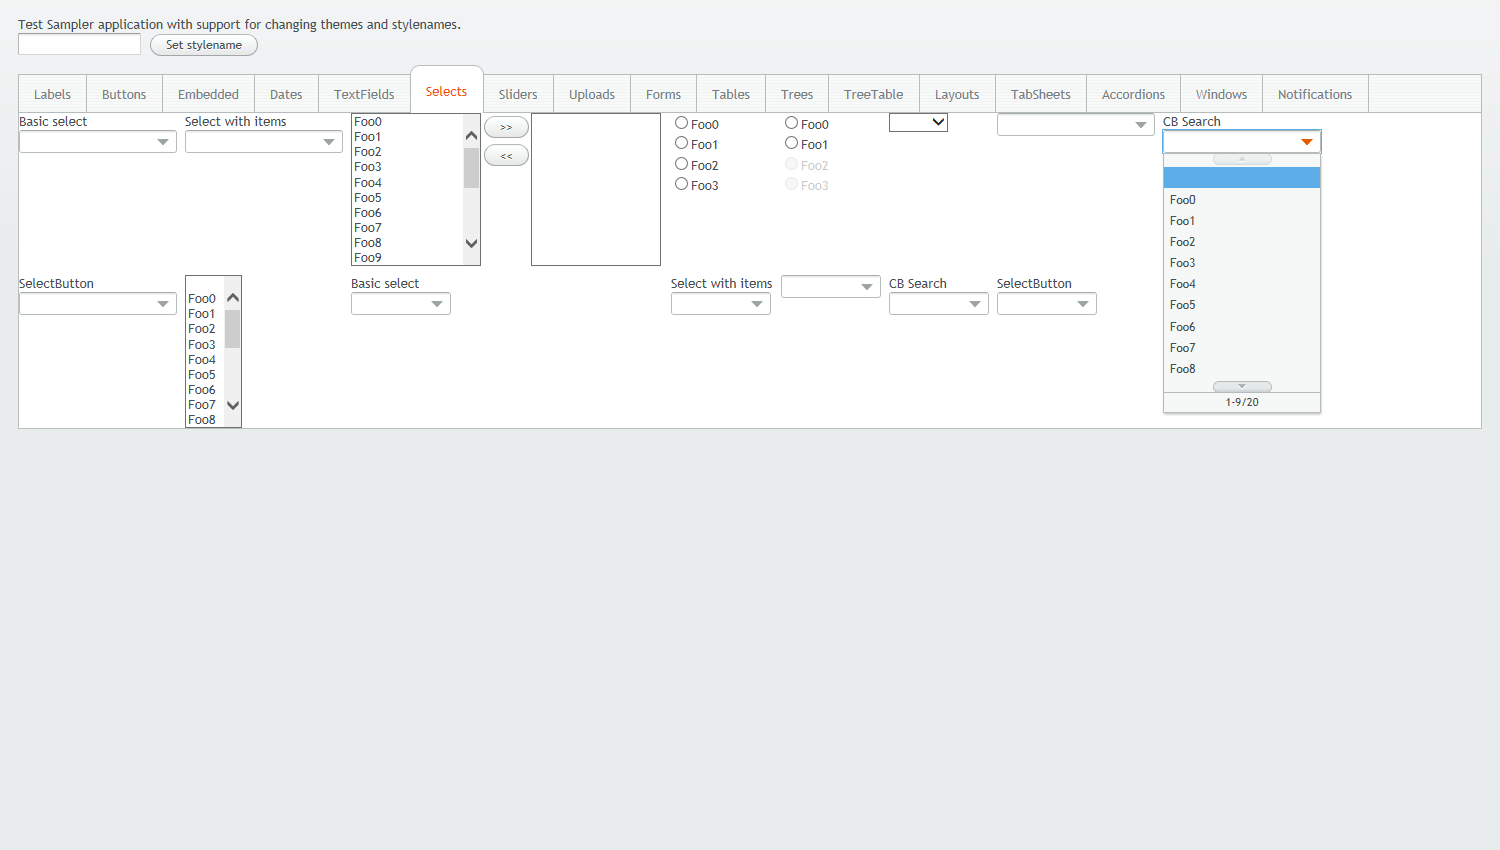 Test Sampler application with support for changing themes and stylenames.
Set stylename
Labels Buttons Embedded Dates TextFields Selects Sliders Uploads Forms Tables Trees TreeTable Layouts TabSheets Accordions Windows Notifications
Basic select
Select with items
Foo0
Foo1
Foo2
Foo3
Foo4
Foo5
Foo6
Foo7
Foo8
Foo9
>>
<<
Foo0
Foo1
Foo2
Foo3
Foo0
Foo1
Foo2
Foo3
CB Search
Foo0
Foo1
Foo2
Foo3
Foo4
Foo5
Foo6
Foo7
Foo8
1-9/20
SelectButton
Foo0
Foo1
Foo2
Foo3
Foo4
Foo5
Foo6
Foo7
Foo8
Basic select
Select with items
CB Search
SelectButton